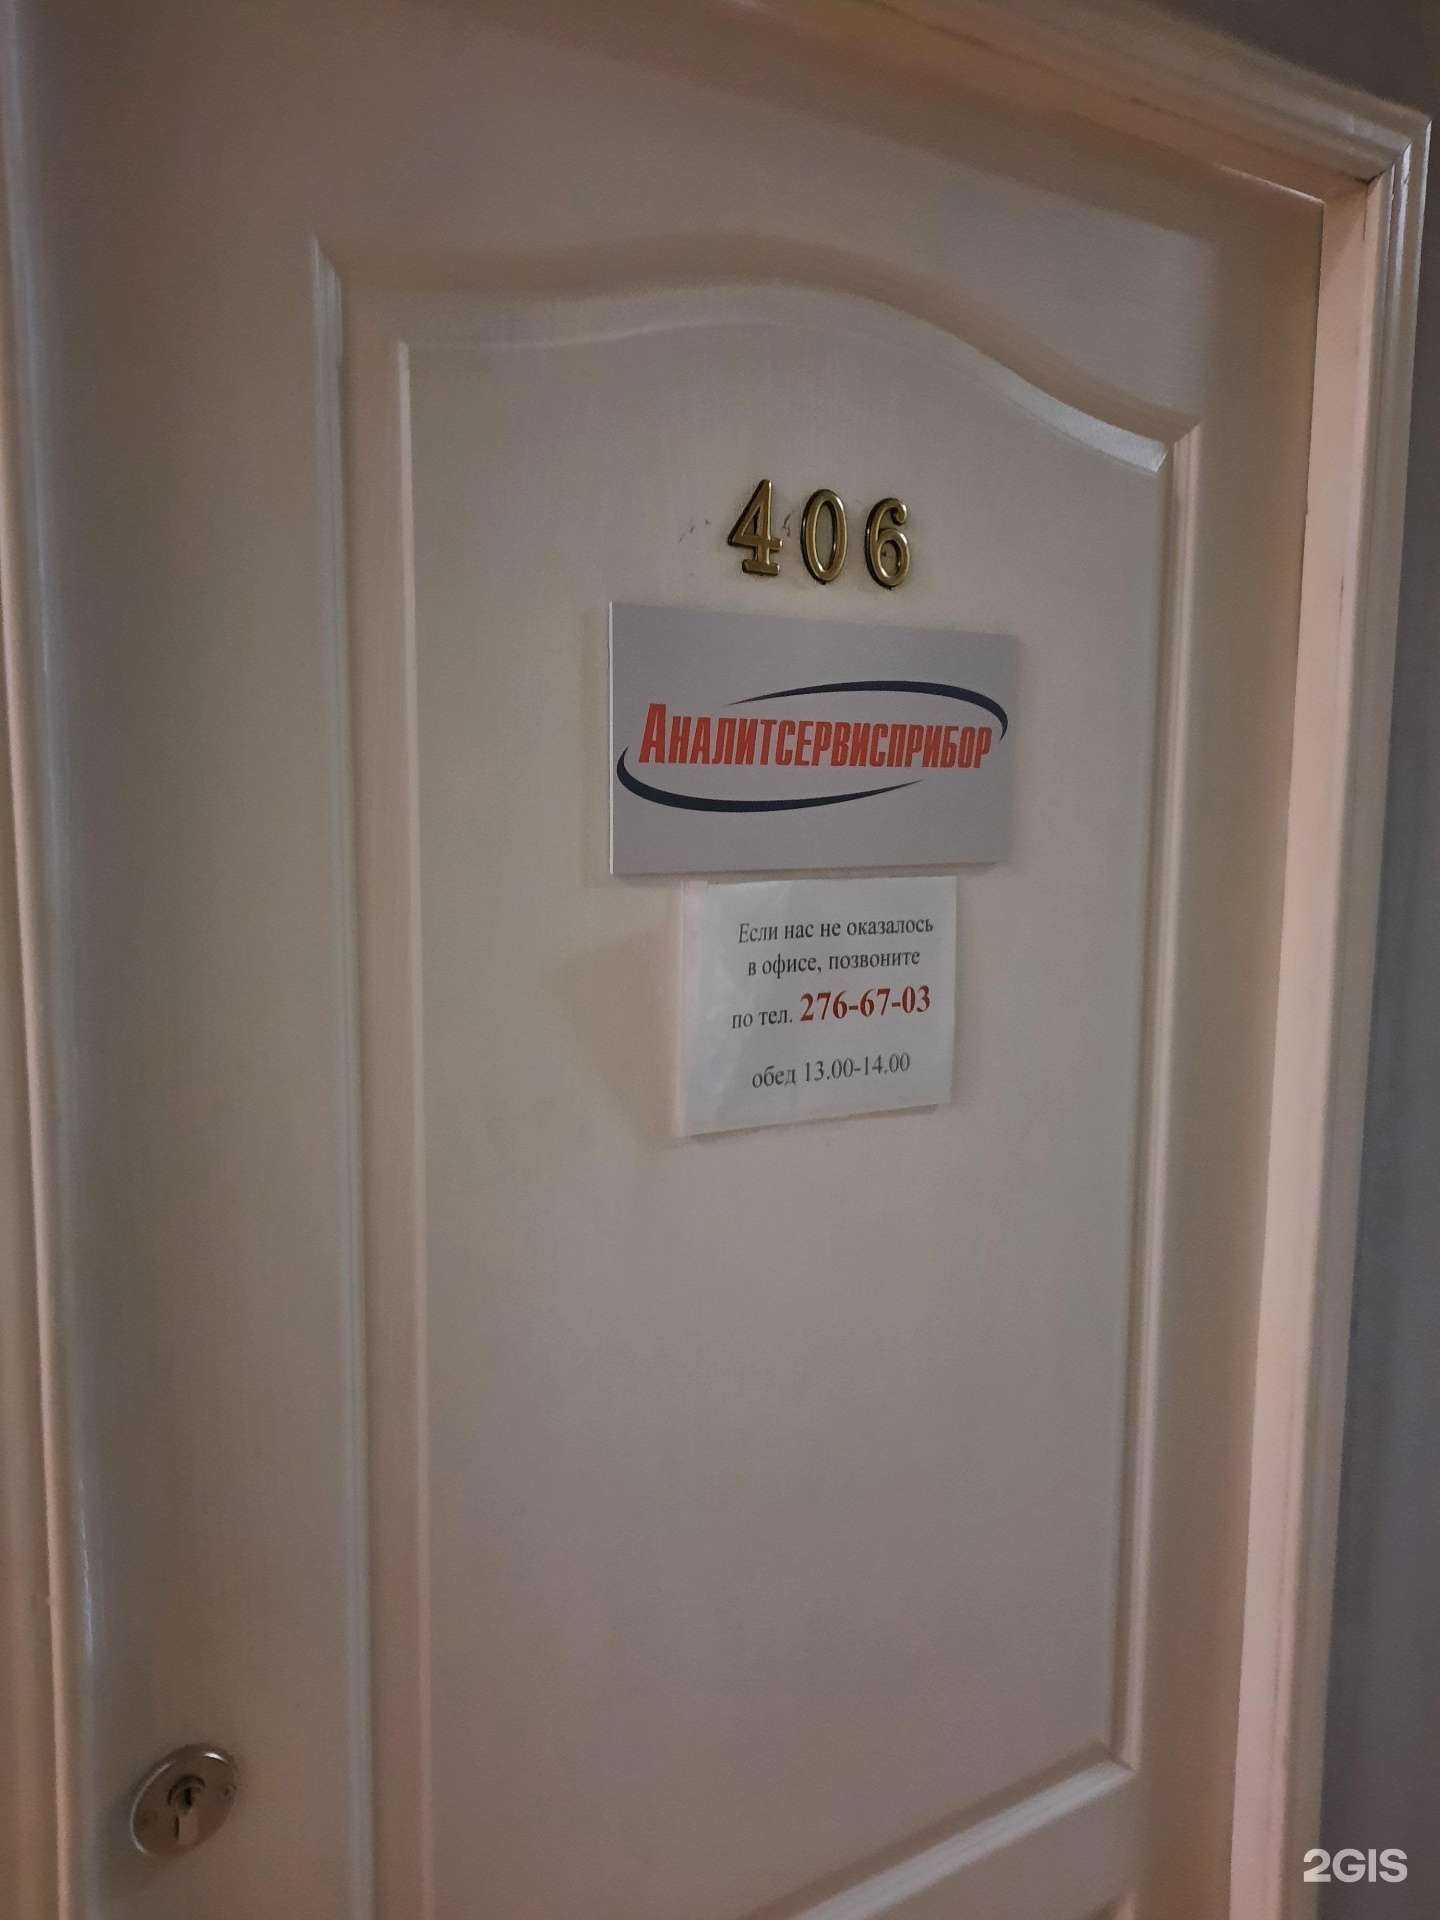 406
Аналитсервисприбор
Если нас не оказалось
в офисе, позвоните
по тел. 276-67-03
обед 13.00-14.00
2GIS